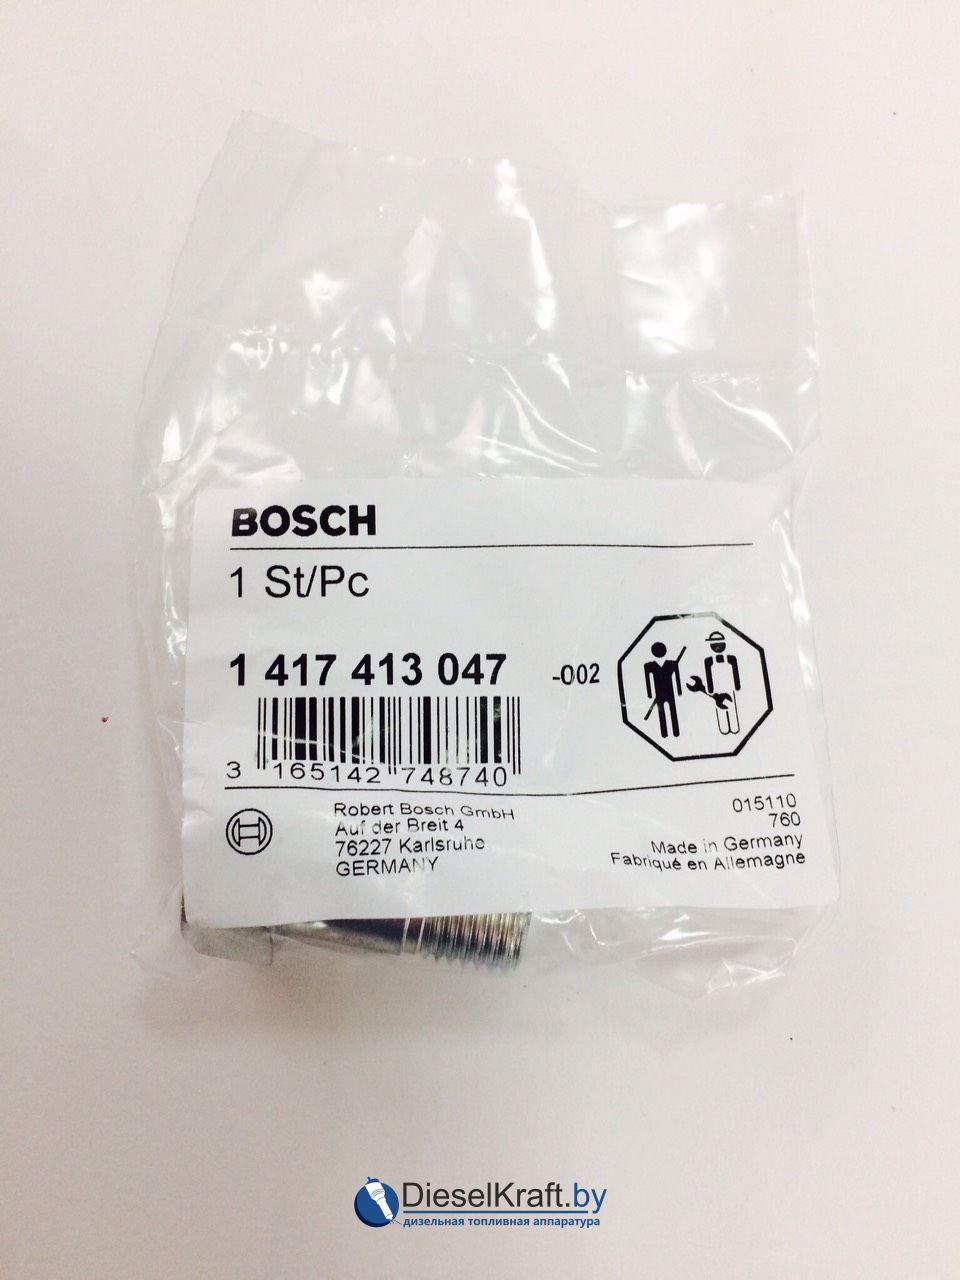 BOSCH
1 St/Pc
1 417 413 047 -002
3 165142 748740
Robert Bosch GmbH
Auf der Breit 4
76227 Karlsruhe
GERMANY
015110
760
Made in Germany
Fabriqué en Allemagne
DieselKraft.by
дизельная топливная аппаратура